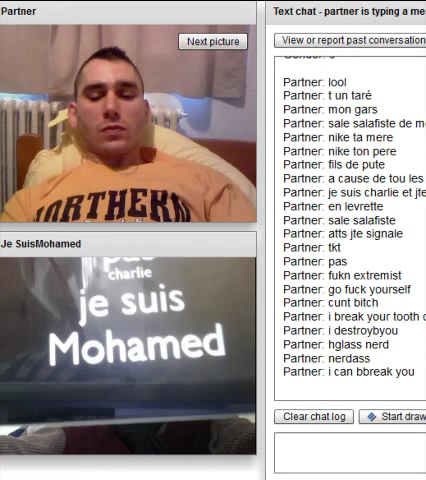 Partner
Next picture
NORTHERN
Je SuisMohamed
pas
charlie
je suis
Mohamed
Text chat - partner is typing a me
View or report past conversation
Partner: lool
Partner: t un taré
Partner: mon gars
Partner: sale salafiste de m
Partner: nike ta mere
Partner: nike ton pere
Partner: fils de pute
Partner: a cause de tou les
Partner: je suis charlie et jte
Partner: en levrette
Partner: sale salafiste
Partner: atts jte signale
Partner: tkt
Partner: pas
Partner: fukn extremist
Partner: go fuck yourself
Partner: cunt bitch
Partner: i break your tooth o
Partner: i destroybyou
Partner: hglass nerd
Partner: nerdass
Partner: i can bbreak you
Clear chat log
Start draw